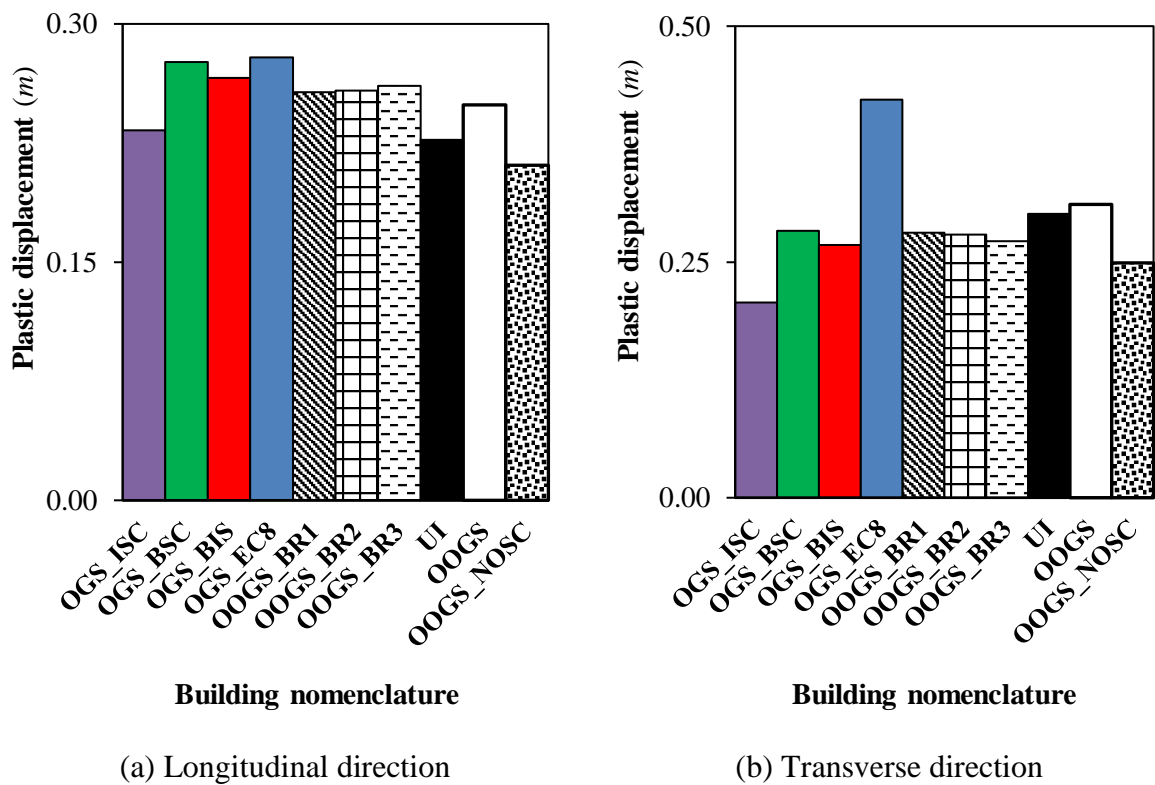 0.30
0.15
0.00
Plastic displacement (m)
OGS_ISC
OGS_BSC
OGS_BIS
OGS_EC8
OOGS_BR1
OOGS_BR2
OOGS_BR3
UI
OOGS
OOGS_NOSC
Building nomenclature
(a) Longitudinal direction
0.50
0.25
0.00
Plastic displacement (m)
OGS_ISC
OGS_BSC
OGS_BIS
OGS_EC8
OOGS_BR1
OOGS_BR2
OOGS_BR3
UI
OOGS
OOGS_NOSC
Building nomenclature
(b) Transverse direction